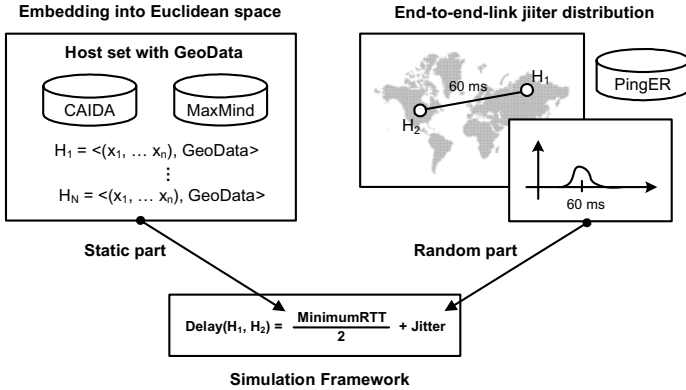 Embedding into Euclidean space
Host set with GeoData
CAIDA
MaxMind
H1 = <(x1, … xn), GeoData>
⋮
HN = <(x1, … xn), GeoData>
Static part
End-to-end-link jiiter distribution
H1
60 ms
H2
PingER
60 ms
Random part
Delay(H1, H2) = MinimumRTT / 2 + Jitter
Simulation Framework